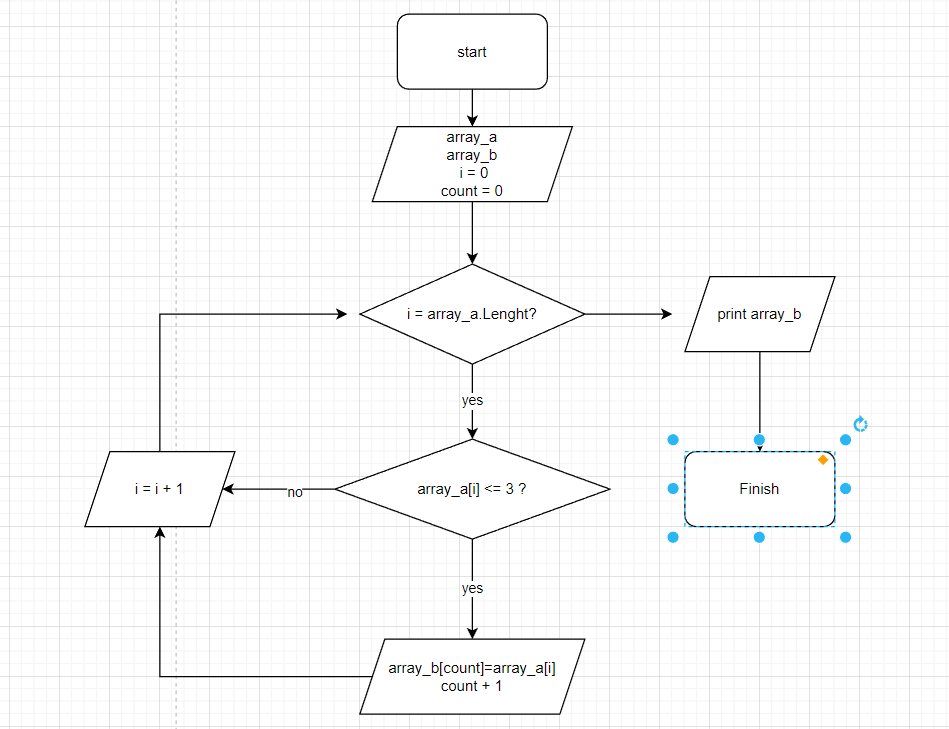 start
array_a
array_b
i = 0
count = 0
i = array_a.Lenght?
print array_b
yes
i = i + 1
no
array_a[i] <= 3 ?
Finish
yes
array_b[count]=array_a[i]
count + 1